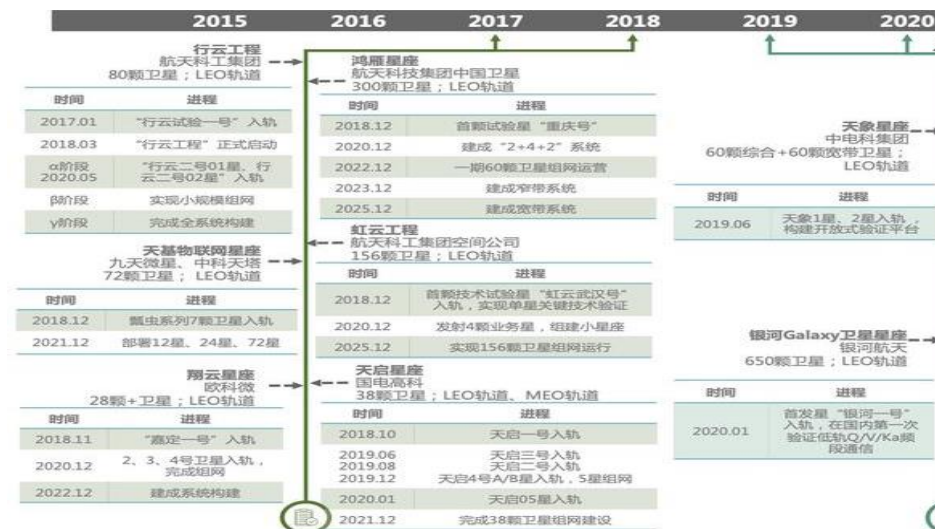 2015 2016 2017 2018 2019 2020
行云工程
航天科工集团
80颗卫星；LEO轨道
时间 进程
2017.01 “行云试验一号”入轨
2018.03 “行云工程”正式启动
α阶段
2020.05
“行云二号01星、行
云二号02星”入轨
β阶段 实现小规模组网
γ阶段 完成全系统构建
天基物联网星座
九天微星、中科天塔
72颗卫星； LEO轨道
时间 进程
2018.12 瓢虫系列7颗卫星入轨
2021.12 部署12星、24星、72星
翔云星座
欧科微
28颗+卫星；LEO轨道
时间 进程
2018.11 “嘉定一号”入轨
2020.12
2、3、4号卫星入轨，
完成组网
2022.12 建成系统构建
鸿雁星座
航天科技集团中国卫星
300颗卫星；LEO轨道
时间 进程
2018.12 首颗试验星“重庆号”
2020.12 建成“2+4+2”系统
2022.12 一期60颗卫星组网运营
2023.12 建成窄带系统
2025.12 建成宽带系统
虹云工程
航天科工集团空间公司
156颗卫星；LEO轨道
时间 进程
2018.12
首颗技术试验星“虹云武汉号”
入轨，实现单星关键技术验证
2020.12 发射4颗业务星，组建小星座
2025.12 实现156颗卫星组网运行
天启星座
国电高科
38颗卫星；LEO轨道、MEO轨道
时间 进程
2018.10 天启一号入轨
2019.06 天启三号入轨
2019.08 天启二号入轨
2019.12 天启4号A/B星入轨，5星组网
2020.01 天启05星入轨
2021.12 完成38颗卫星组网建设
天象星座
中电科集团
60颗综合+60颗宽带卫星；
LEO轨道
时间 进程
2019.06
天象1星、2星入轨，
构建开放式验证平台
银河Galaxy卫星星座
银河航天
650颗卫星；LEO轨道
时间 进程
2020.01
首发星“银河一号”
入轨，在国内第一次
验证低轨Q/V/Ka频
段通信